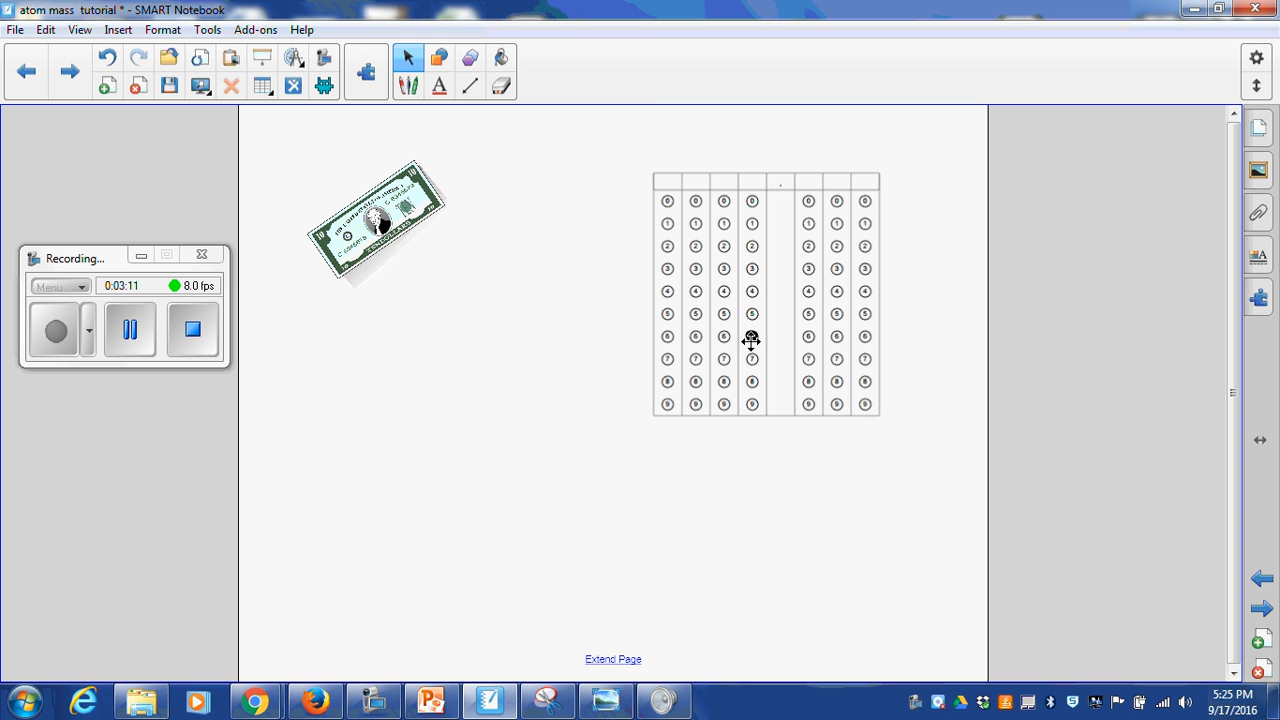 atom mass  tutorial * - SMART Notebook
File Edit View Insert Format Tools Add-ons Help
Recording...
Menu 0:03:11 8.0 fps
10 10
10 10
.
0 0 0 0 0 0 0
1 1 1 1 1 1 1
2 2 2 2 2 2 2
3 3 3 3 3 3 3
4 4 4 4 4 4 4
5 5 5 5 5 5 5
6 6 6 6 6 6
7 7 7 7 7 7 7
8 8 8 8 8 8 8
9 9 9 9 9 9 9
Extend Page
5:25 PM
9/17/2016